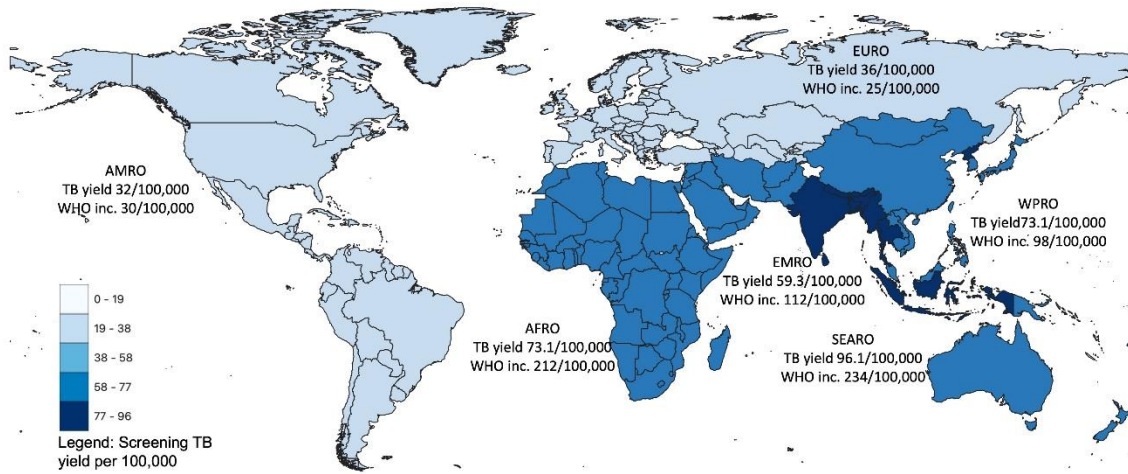 EURO
TB yield 36/100,000
WHO inc. 25/100,000
AMRO
TB yield 32/100,000
WHO inc. 30/100,000
WPRO
TB yield73.1/100,000
WHO inc. 98/100,000
EMRO
TB yield 59.3/100,000
WHO inc. 112/100,000
AFRO
TB yield 73.1/100,000
WHO inc. 212/100,000
SEARO
TB yield 96.1/100,000
WHO inc. 234/100,000
0 - 19
19 - 38
38 - 58
58 - 77
77 - 96
Legend: Screening TB
yield per 100,000